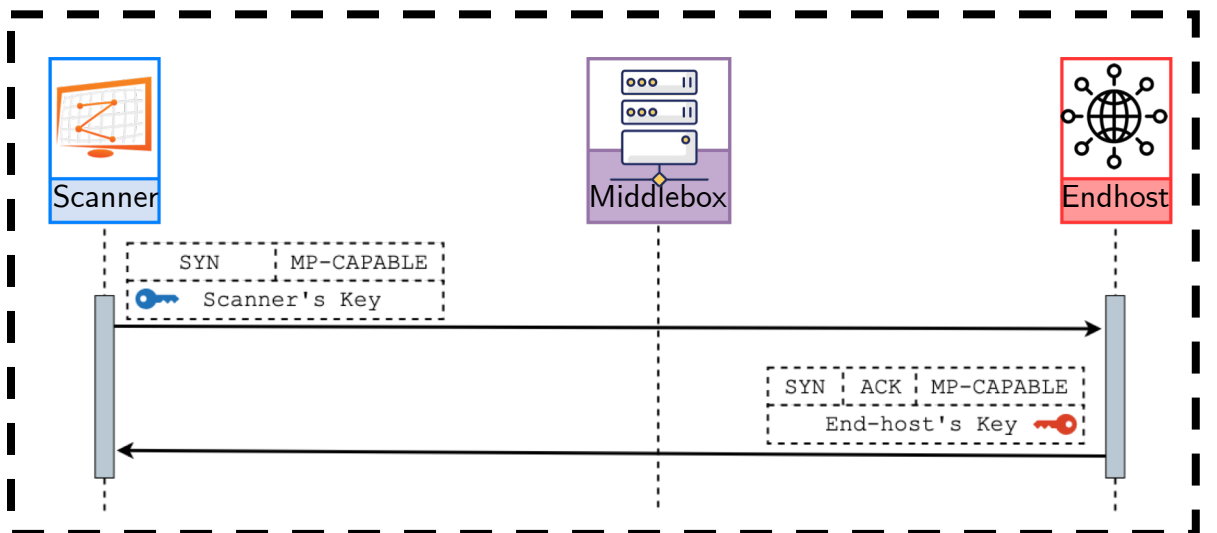 Scanner
Middlebox
Endhost
SYN MP-CAPABLE
Scanner's Key
SYN ACK MP-CAPABLE
End-host's Key